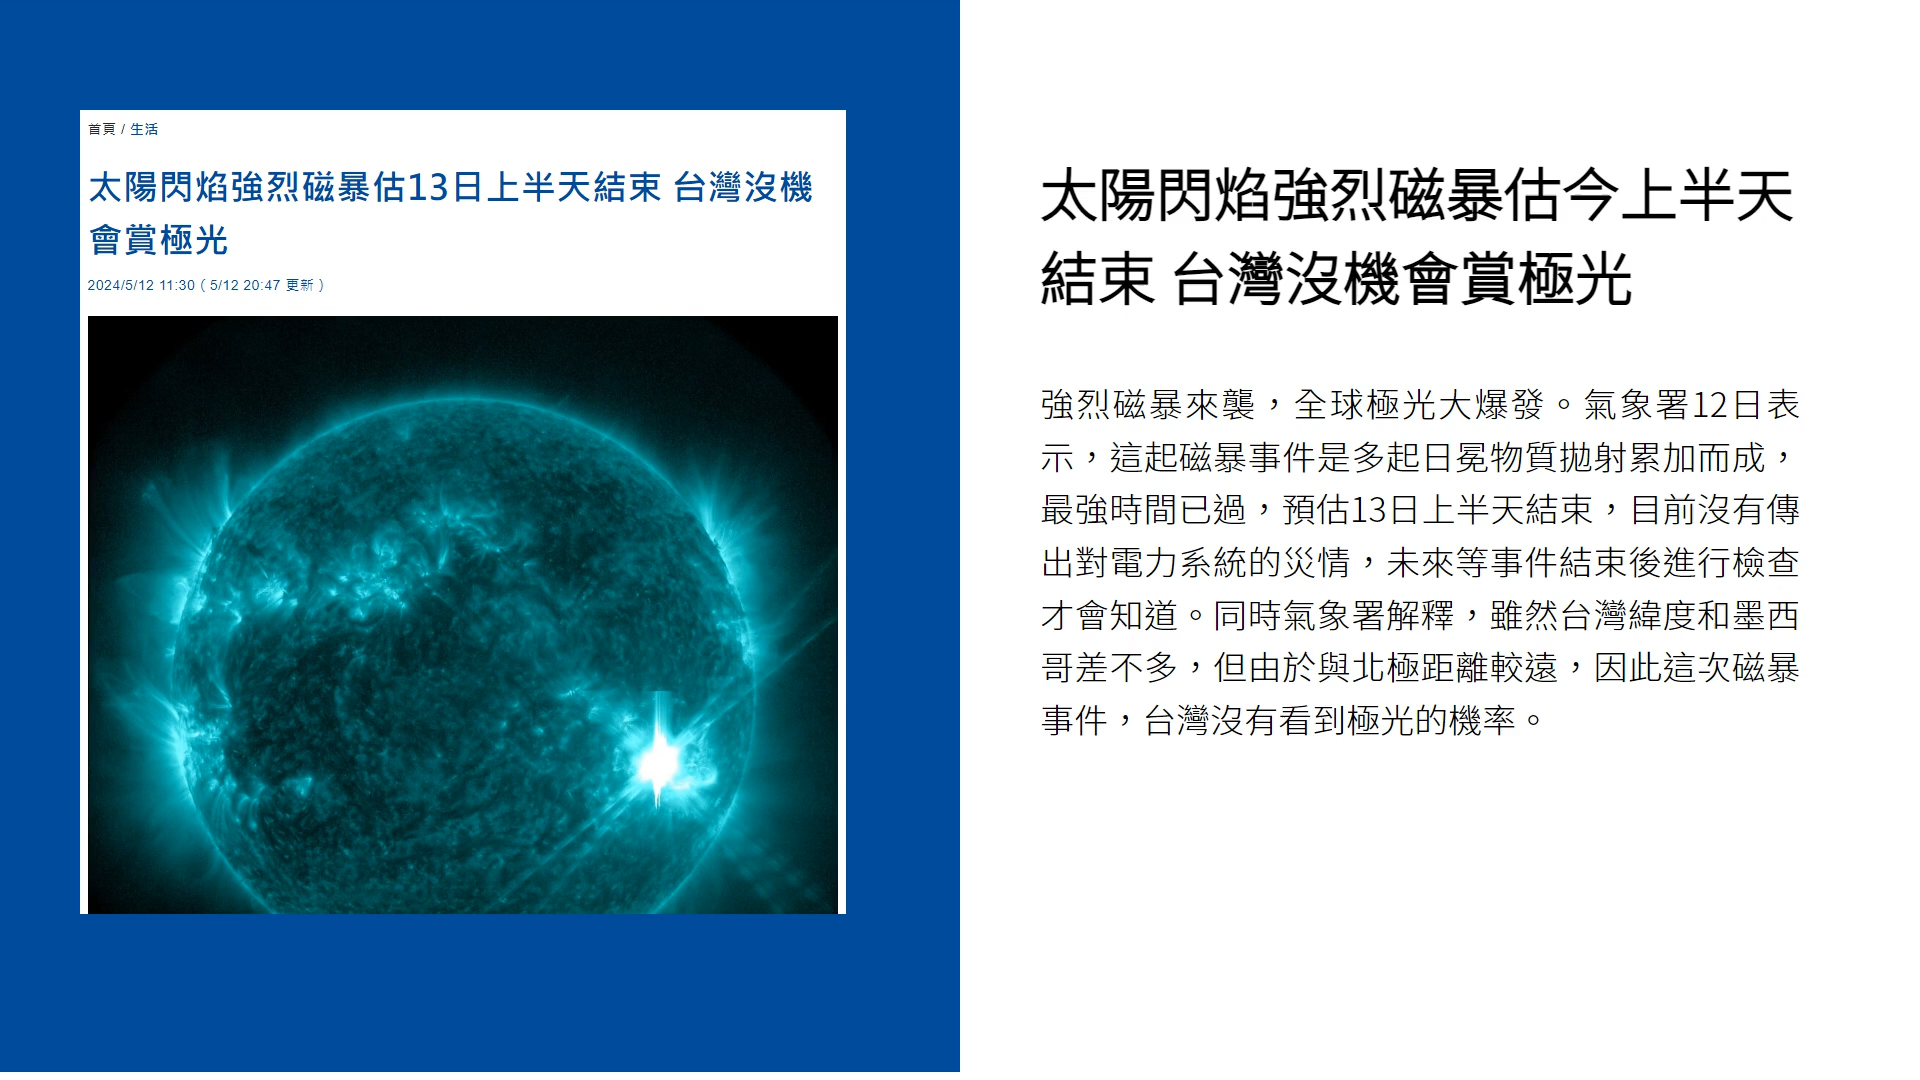 首頁 / 生活
太陽閃焰強烈磁暴估13日上半天結束 台灣沒機
會賞極光
2024/5/12 11:30（5/12 20:47 更新）
太陽閃焰強烈磁暴估今上半天
結束 台灣沒機會賞極光
強烈磁暴來襲，全球極光大爆發。氣象署12日表
示，這起磁暴事件是多起日冕物質拋射累加而成，
最強時間已過，預估13日上半天結束，目前沒有傳
出對電力系統的災情，未來等事件結束後進行檢查
才會知道。同時氣象署解釋，雖然台灣緯度和墨西
哥差不多，但由於與北極距離較遠，因此這次磁暴
事件，台灣沒有看到極光的機率。